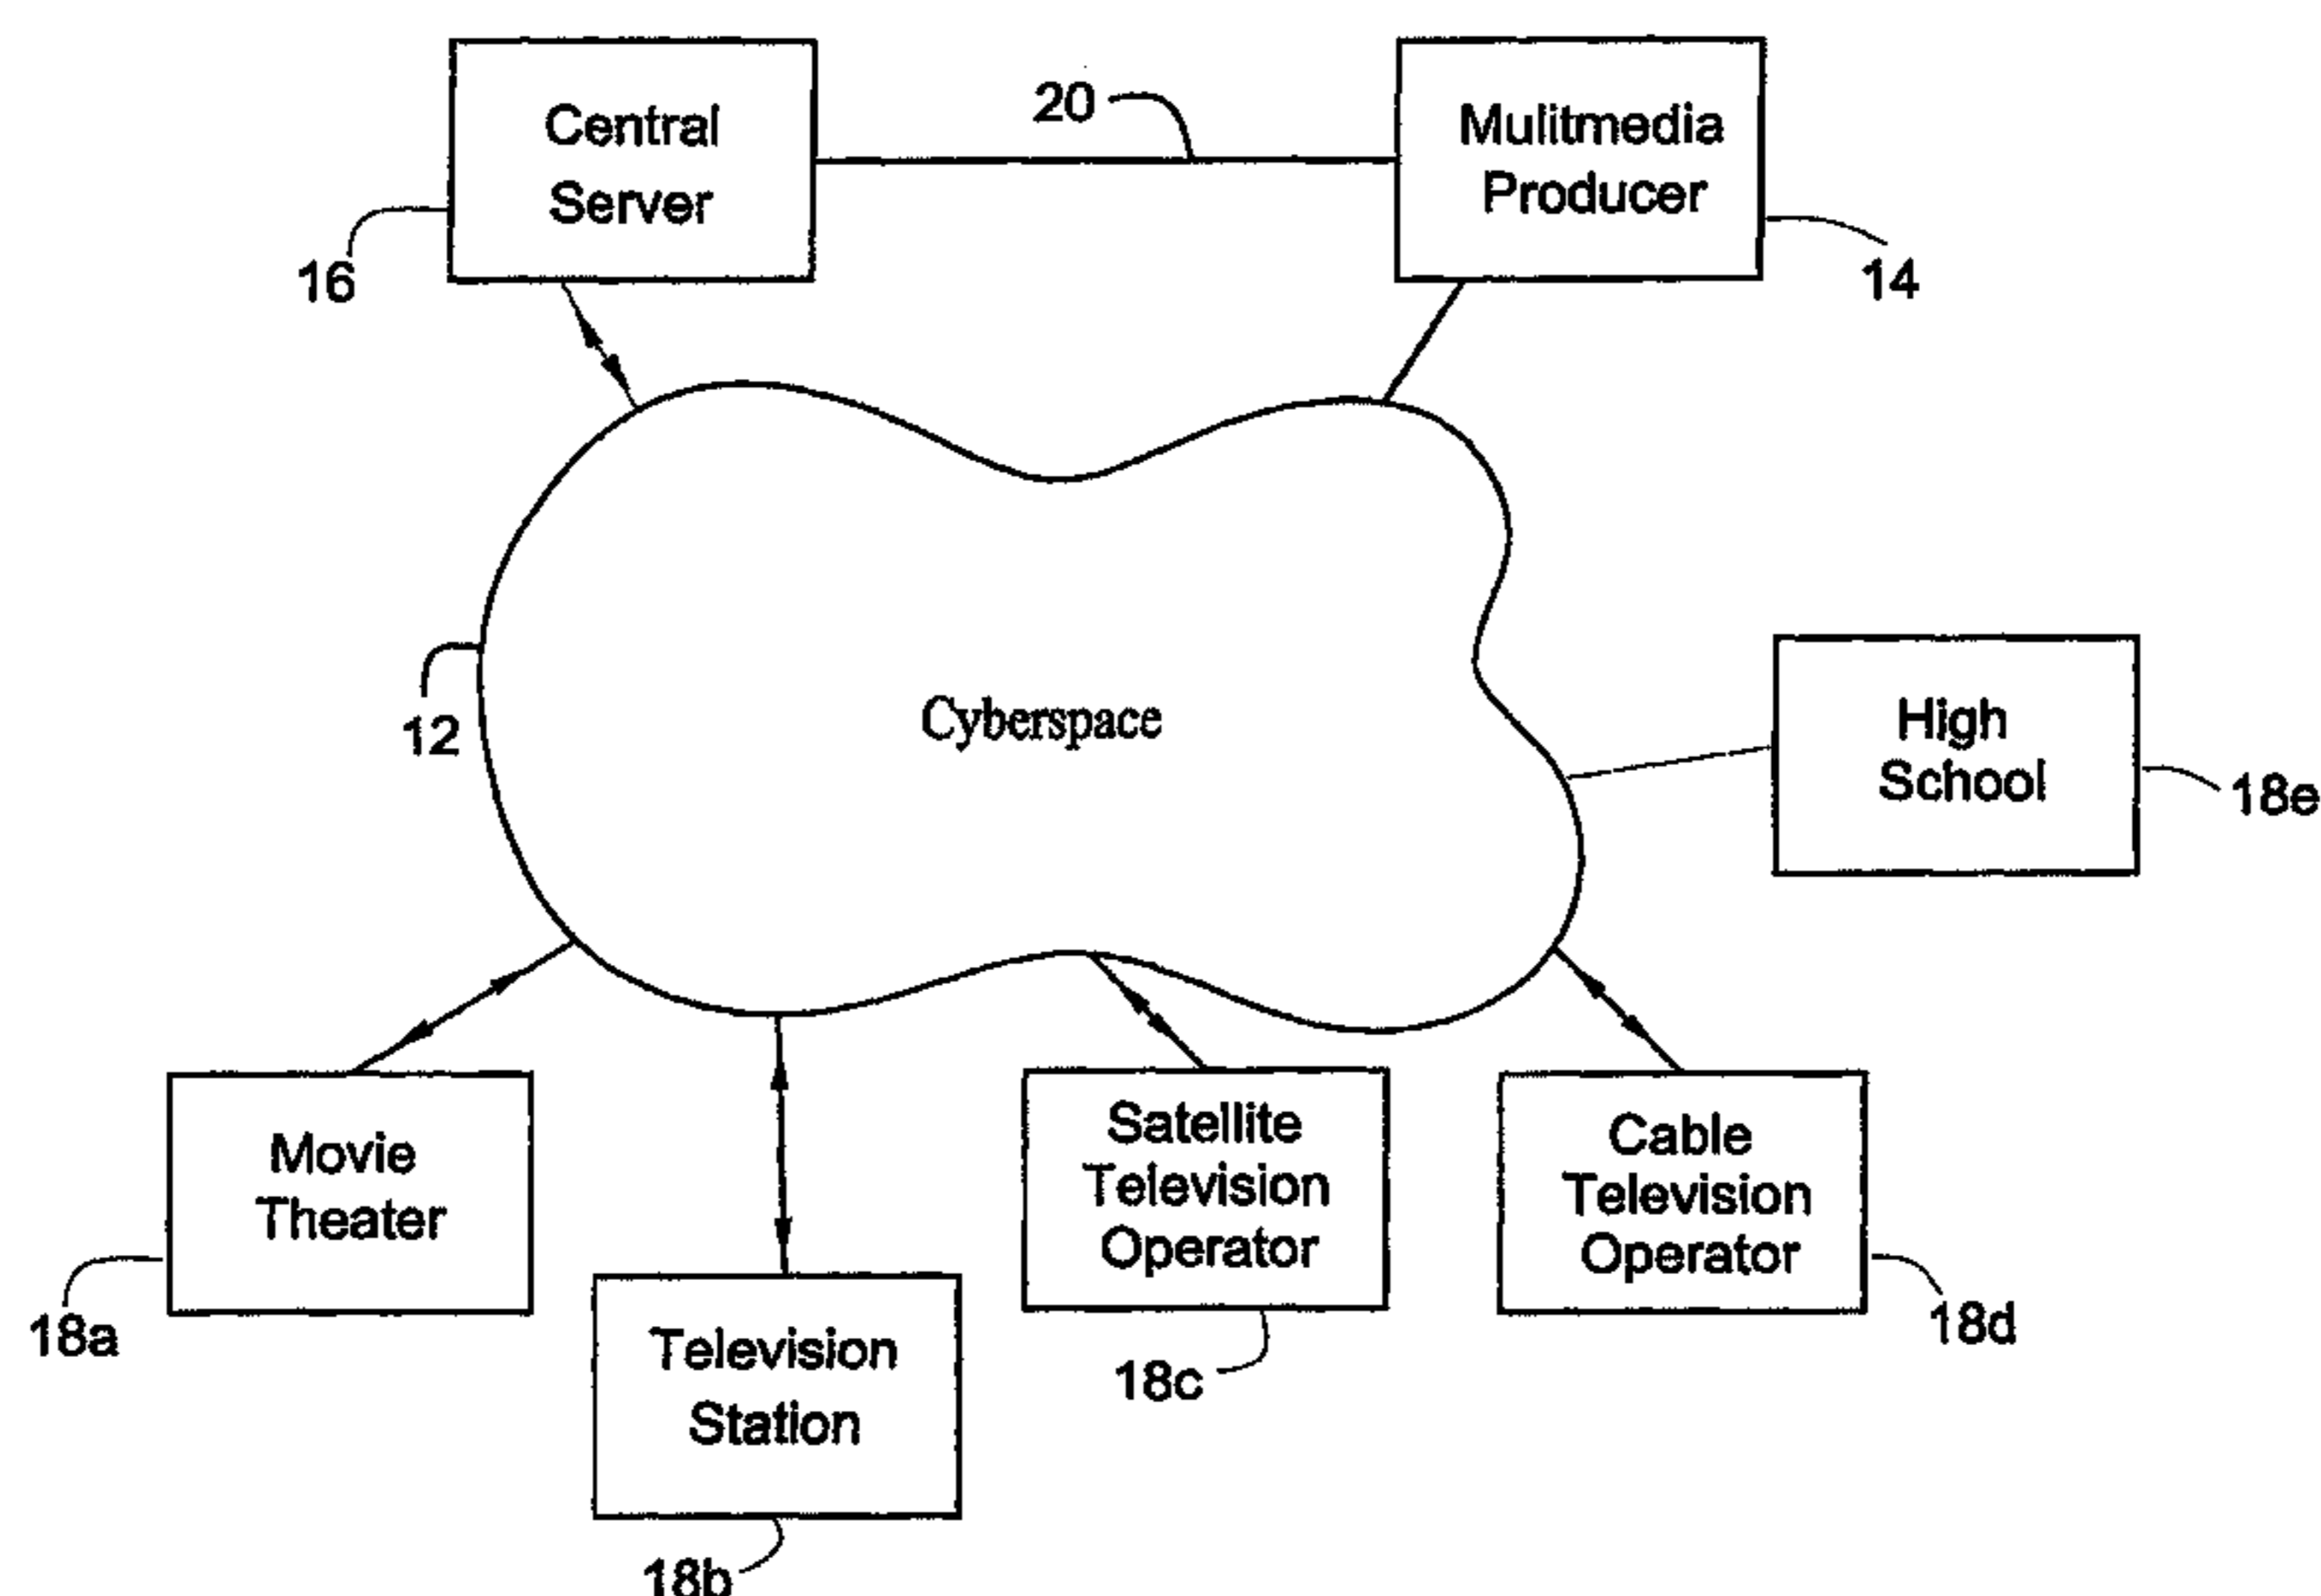 Central
Server
20
Mulitmedia
Producer
16
14
12
Cyberspace
High
School
18e
Movie
Theater
18a
Television
Station
18b
Satellite
Television
Operator
18c
Cable
Television
Operator
18d